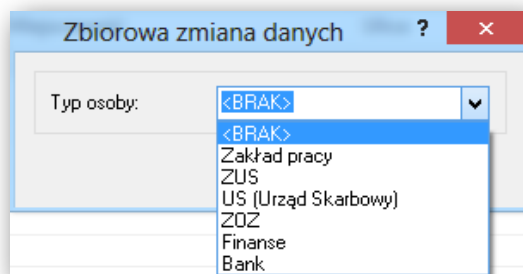 Zbiorowa zmiana danych ?
Typ osoby: <BRAK>
<BRAK>
Zakład pracy
ZUS
US (Urząd Skarbowy)
ZOZ
Finanse
Bank